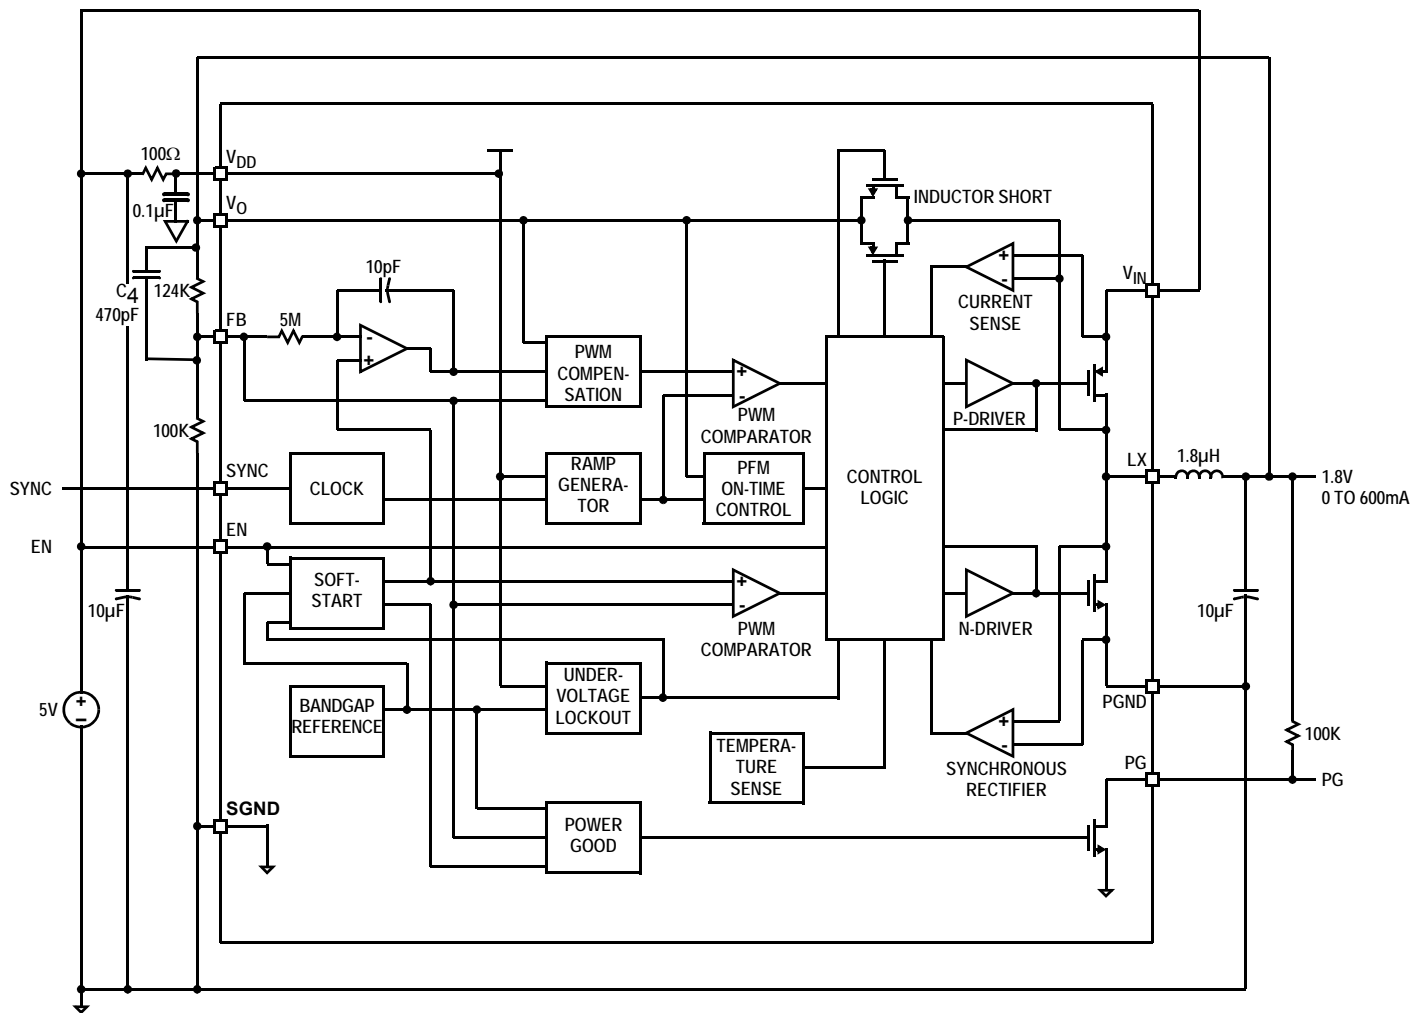 100Ω
V_DD
0.1µF
V_O
INDUCTOR SHORT
10pF
C4
470pF
124K
FB
5M
-
+
+
-
CURRENT
SENSE
V_IN
PWM
COMPEN-
SATION
+
-
PWM
COMPARATOR
P-DRIVER
100K
SYNC
SYNC
CLOCK
RAMP
GENERA-
TOR
PFM
ON-TIME
CONTROL
CONTROL
LOGIC
LX
1.8µH
1.8V
0 TO 600mA
EN
EN
SOFT-
START
+
-
PWM
COMPARATOR
N-DRIVER
10µF
10µF
5V
+
–
BANDGAP
REFERENCE
UNDER-
VOLTAGE
LOCKOUT
PGND
+
-
SYNCHRONOUS
RECTIFIER
TEMPERA-
TURE
SENSE
100K
PG
PG
SGND
POWER
GOOD